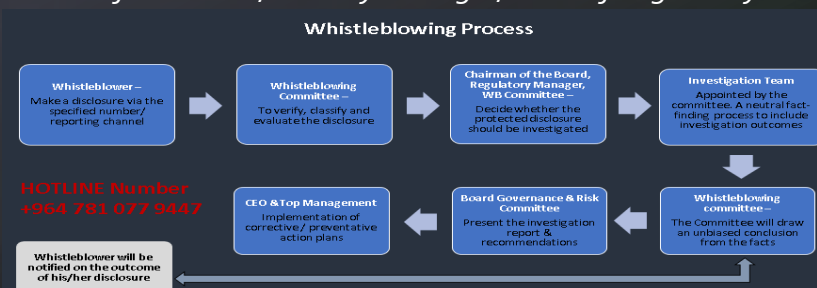 Whistleblowing Process
Whistleblower –
Make a disclosure via the
specified number/
reporting channel
Whistleblowing
Committee –
To verify, classify and
evaluate the disclosure
Chairman of the Board,
Regulatory Manager,
WB Committee –
Decide whether the
protected disclosure
should be investigated
Investigation Team
Appointed by the
committee. A neutral fact-
finding process to include
investigation outcomes
HOTLINE Number
+964 781 077 9447
CEO & Top Management
Implementation of
corrective/ preventative
action plans
Board Governance & Risk
Committee
Present the investigation
report &
recommendations
Whistleblowing
committee –
The Committee will draw
an unbiased conclusion
from the facts
Whistleblower will be
notified on the outcome
of his/her disclosure